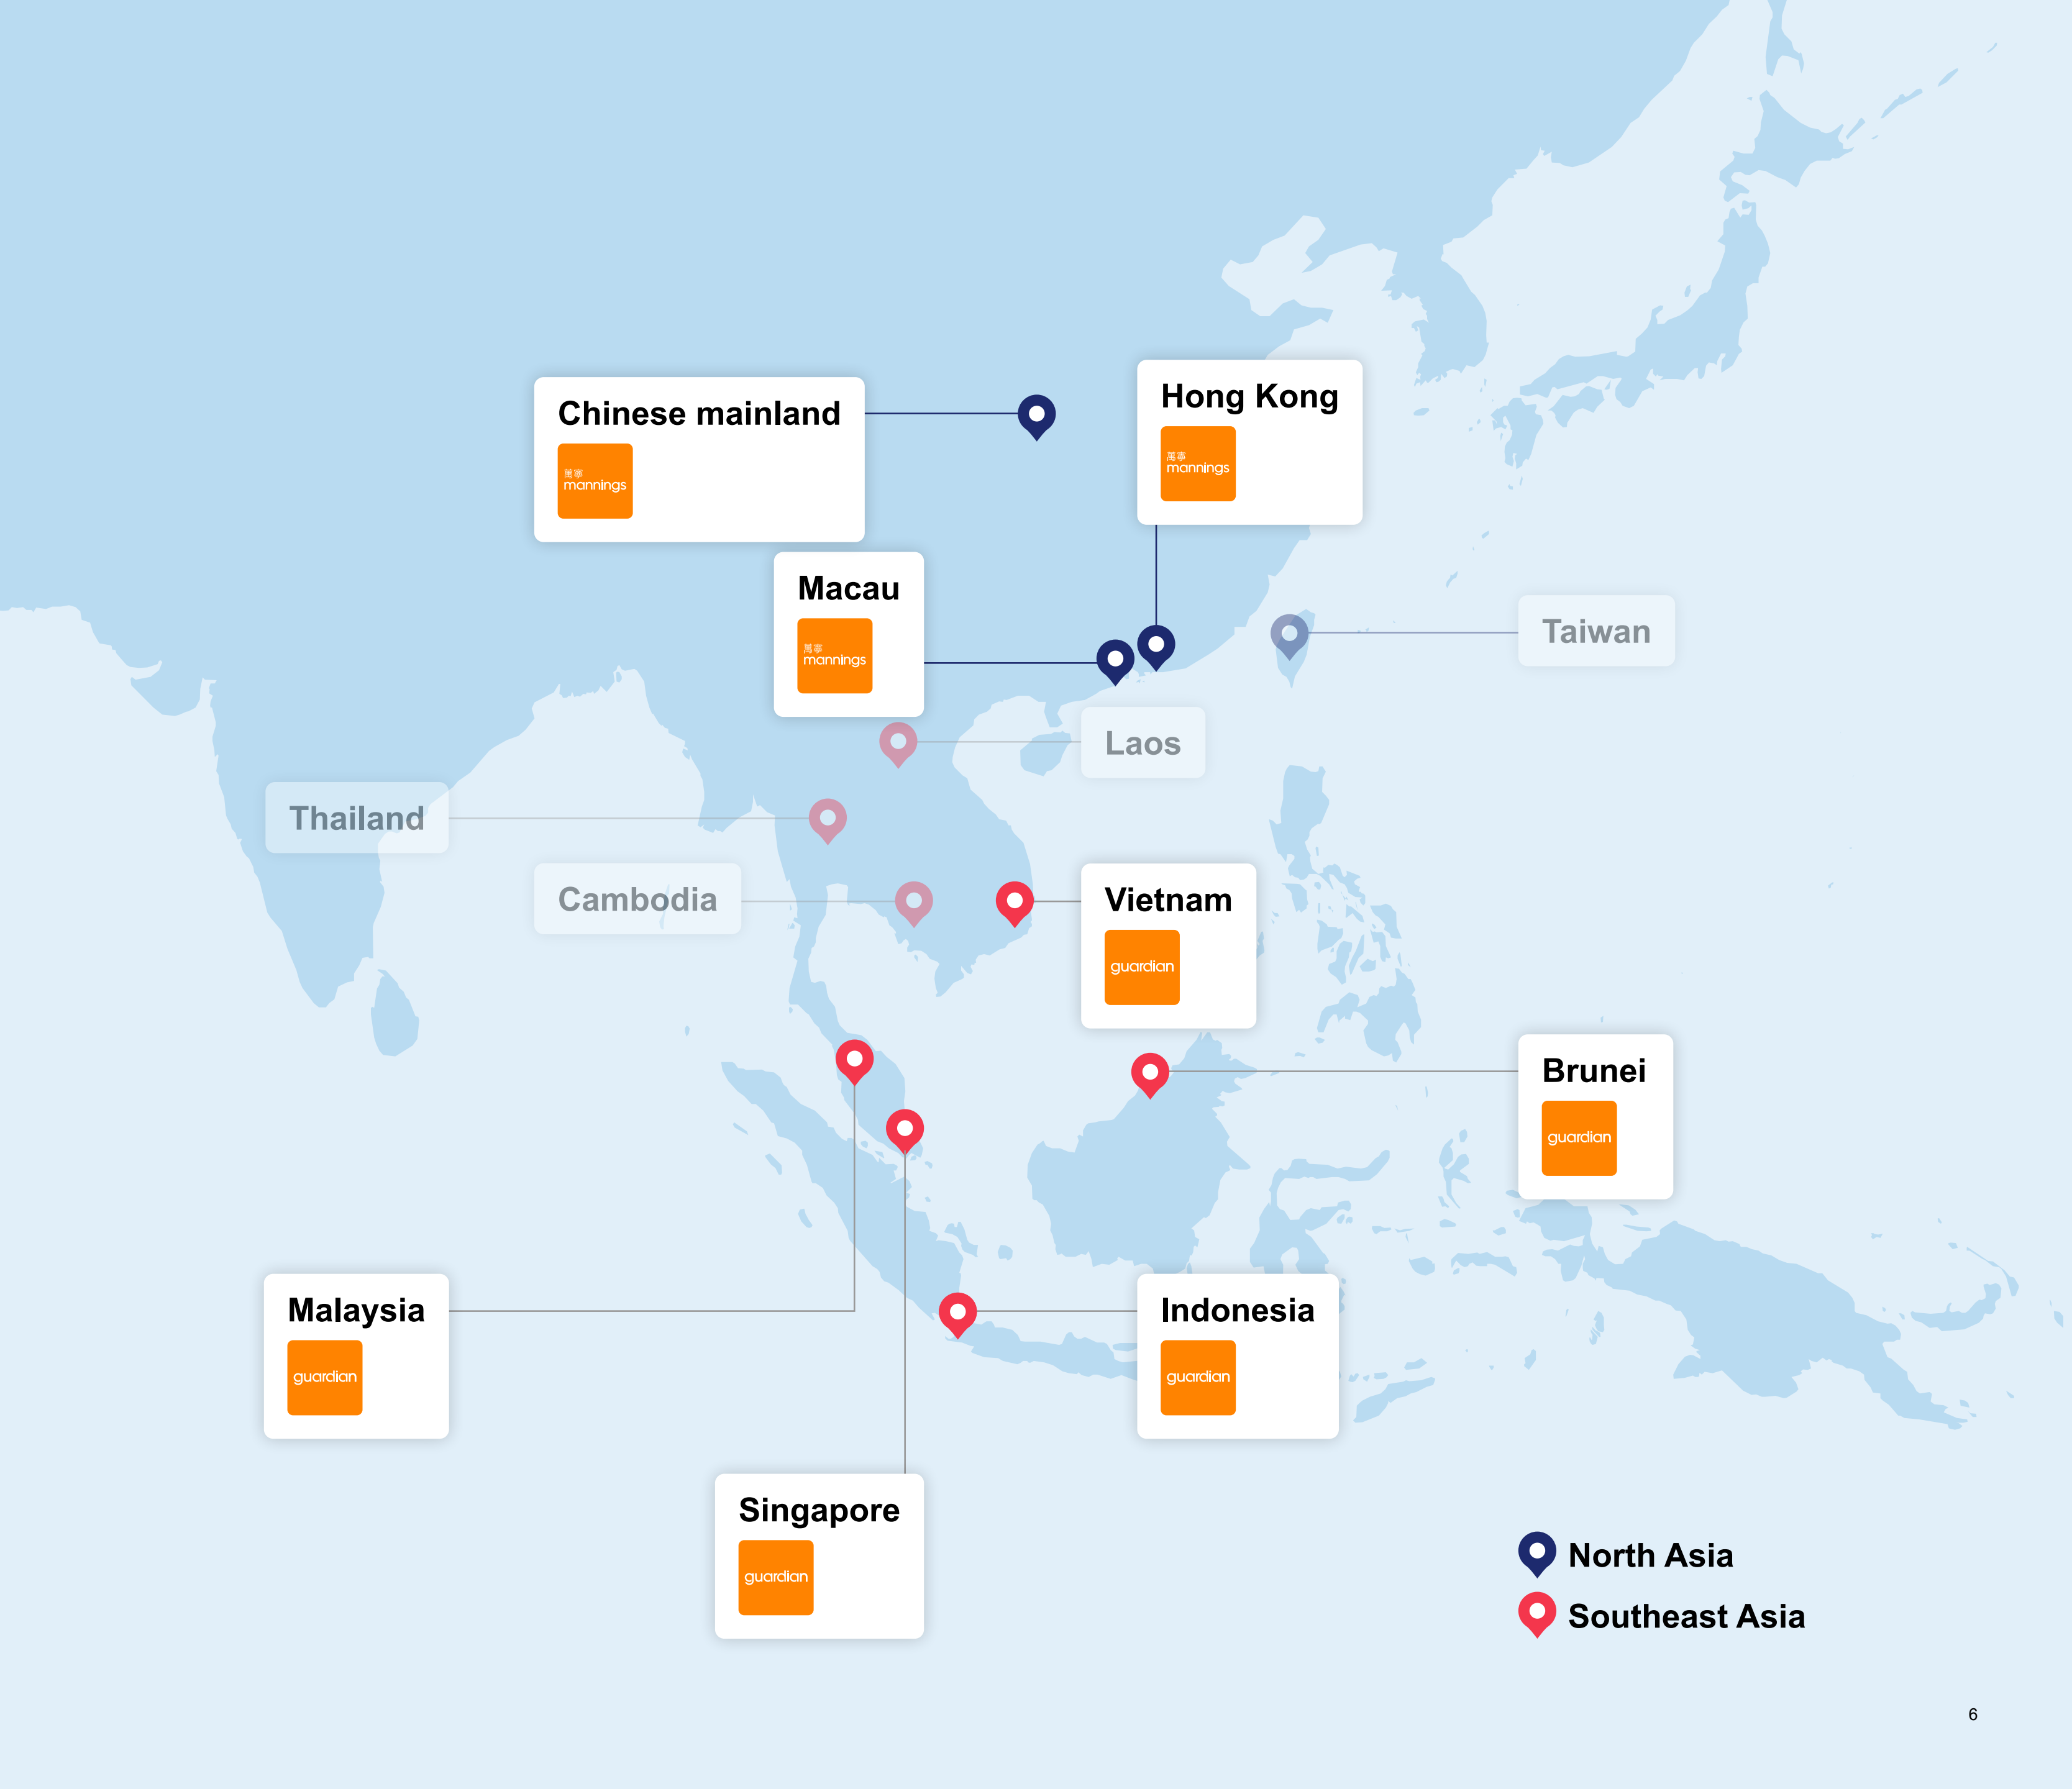 Chinese mainland
萬寧
mannings
Hong Kong
萬寧
mannings
Macau
萬寧
mannings
Taiwan
Laos
Thailand
Cambodia
Vietnam
guardian
Brunei
guardian
Malaysia
guardian
Indonesia
guardian
Singapore
guardian
North Asia
Southeast Asia
6